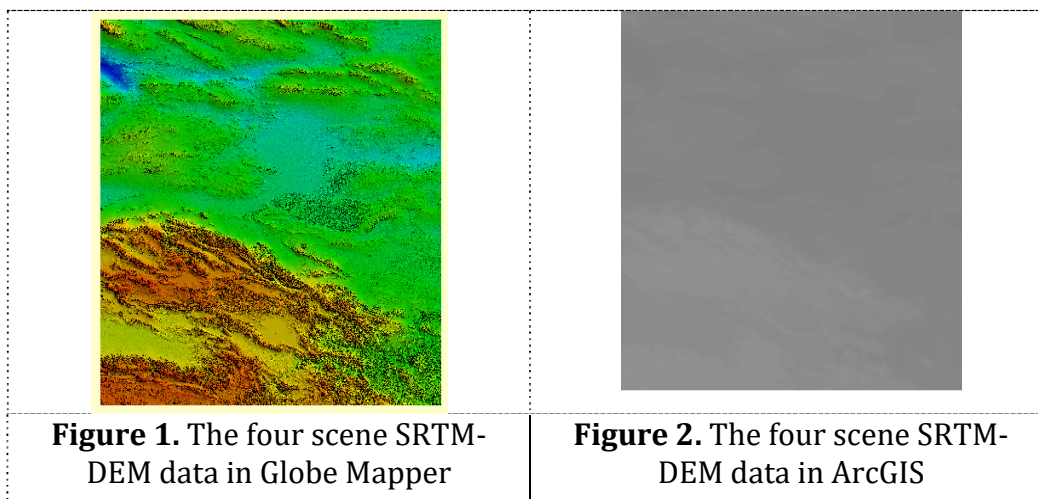 Figure 1. The four scene SRTM-
DEM data in Globe Mapper
Figure 2. The four scene SRTM-
DEM data in ArcGIS